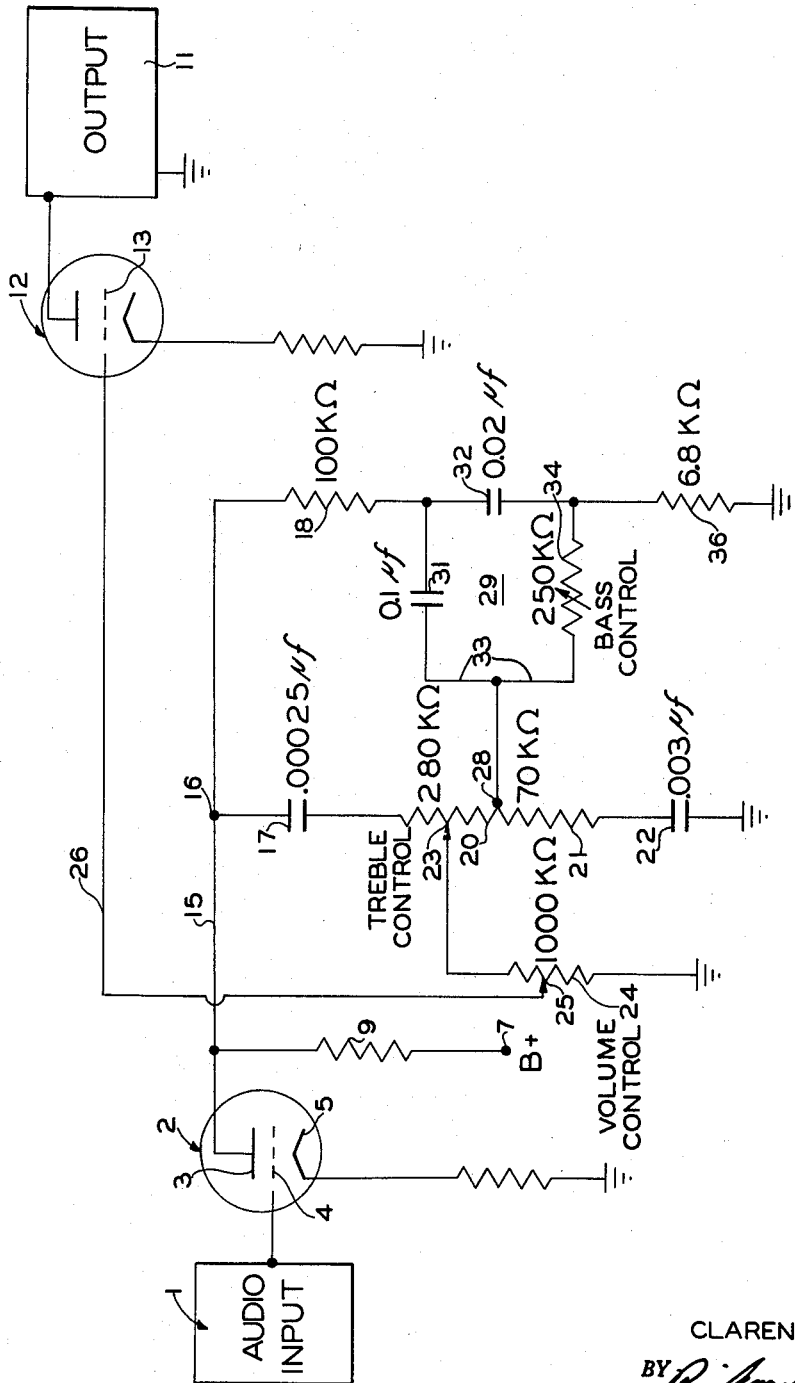 1
AUDIO
INPUT
2
3
4
5
7
B+
9
VOLUME
CONTROL
24
25
1000KΩ
26
15
16
17
.00025µf
TREBLE
CONTROL
23
280KΩ
20
28
70KΩ
21
22
.003µf
18
100KΩ
0.1 µf
31
29
33
32
0.02 µf
34
250KΩ
BASS
CONTROL
36
6.8 KΩ
12
13
OUTPUT
11
CLAREN
BY